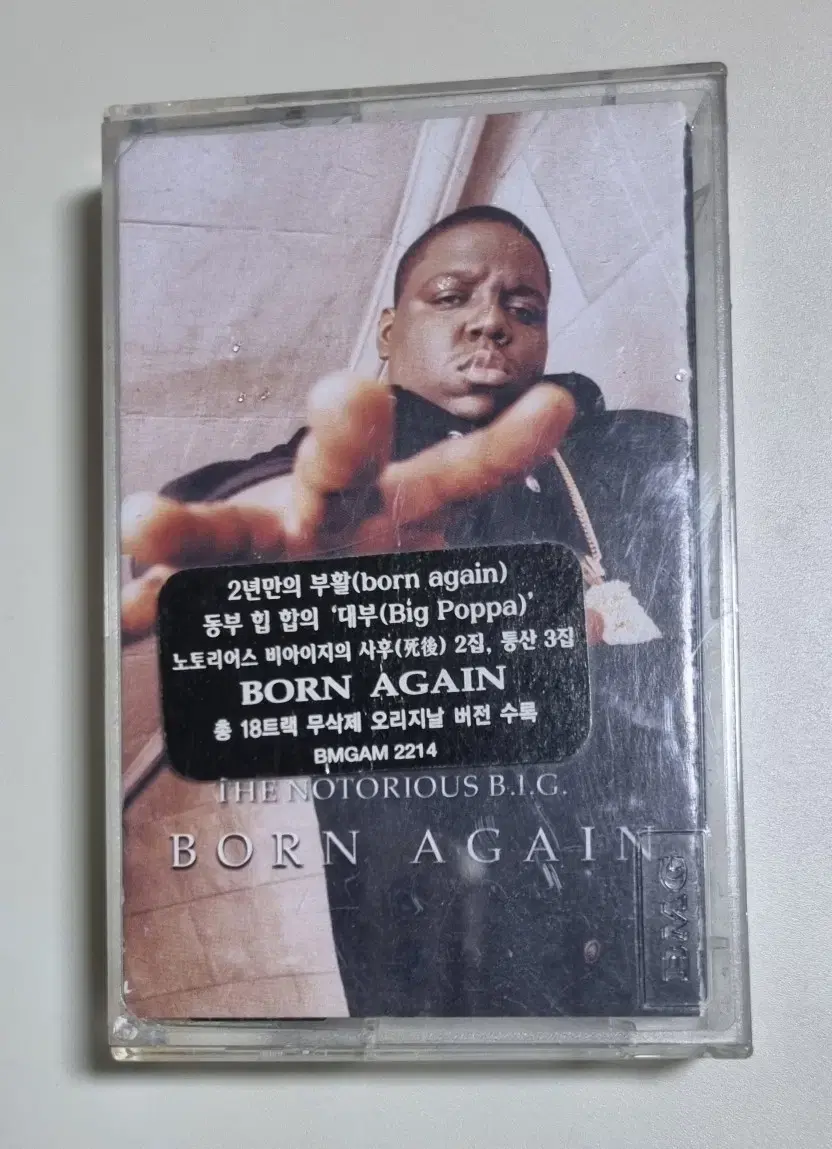 2년만의 부활(born again)
동부 힙 합의 '대부(Big Poppa)'
노토리어스 비아이지의 사후(死後) 2집, 통산 3집
BORN AGAIN
총 18트랙 무삭제 오리지날 버전 수록
BMGAM 2214
THE NOTORIOUS B.I.G.
BORN AGAIN
BMG